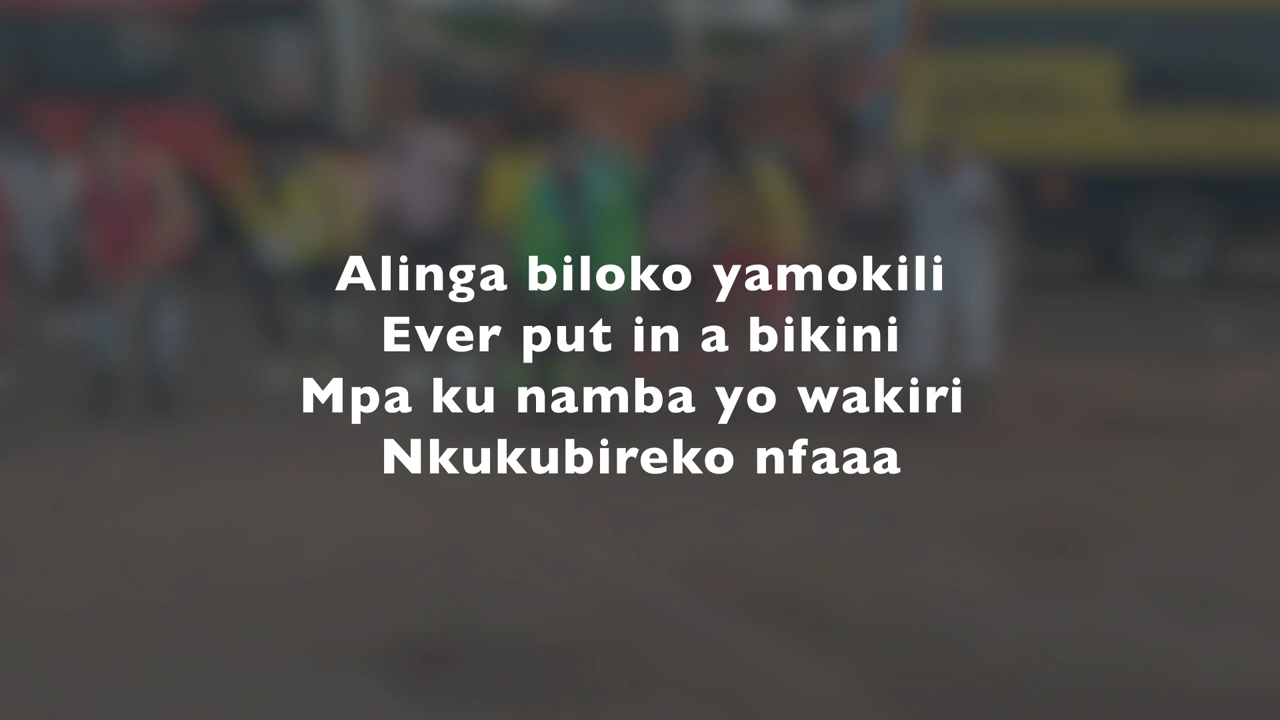 Alinga biloko yamokili
Ever put in a bikini
Mpa ku namba yo wakiri
Nkukubireko nfaaa